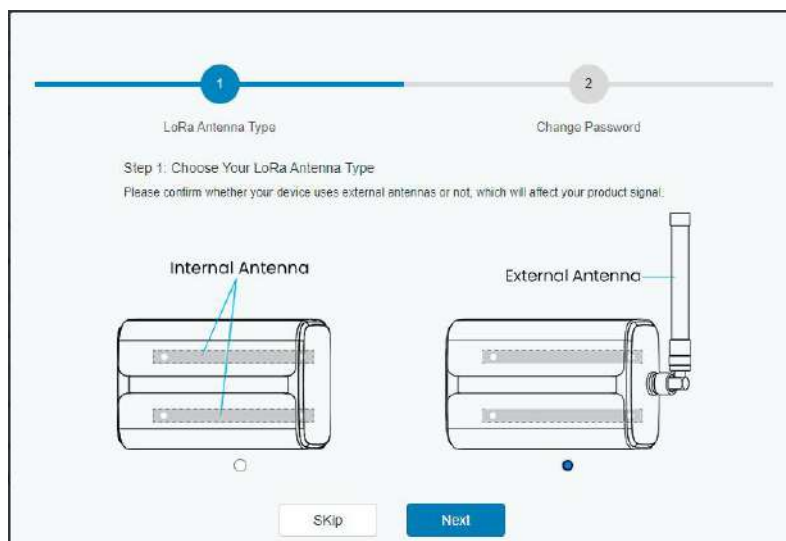 1
2
LoRa Antenna Type
Change Password
Step 1: Choose Your LoRa Antenna Type
Please confirm whether your device uses external antennas or not, which will affect your product signal.
Internal Antenna
External Antenna
SKip
Next